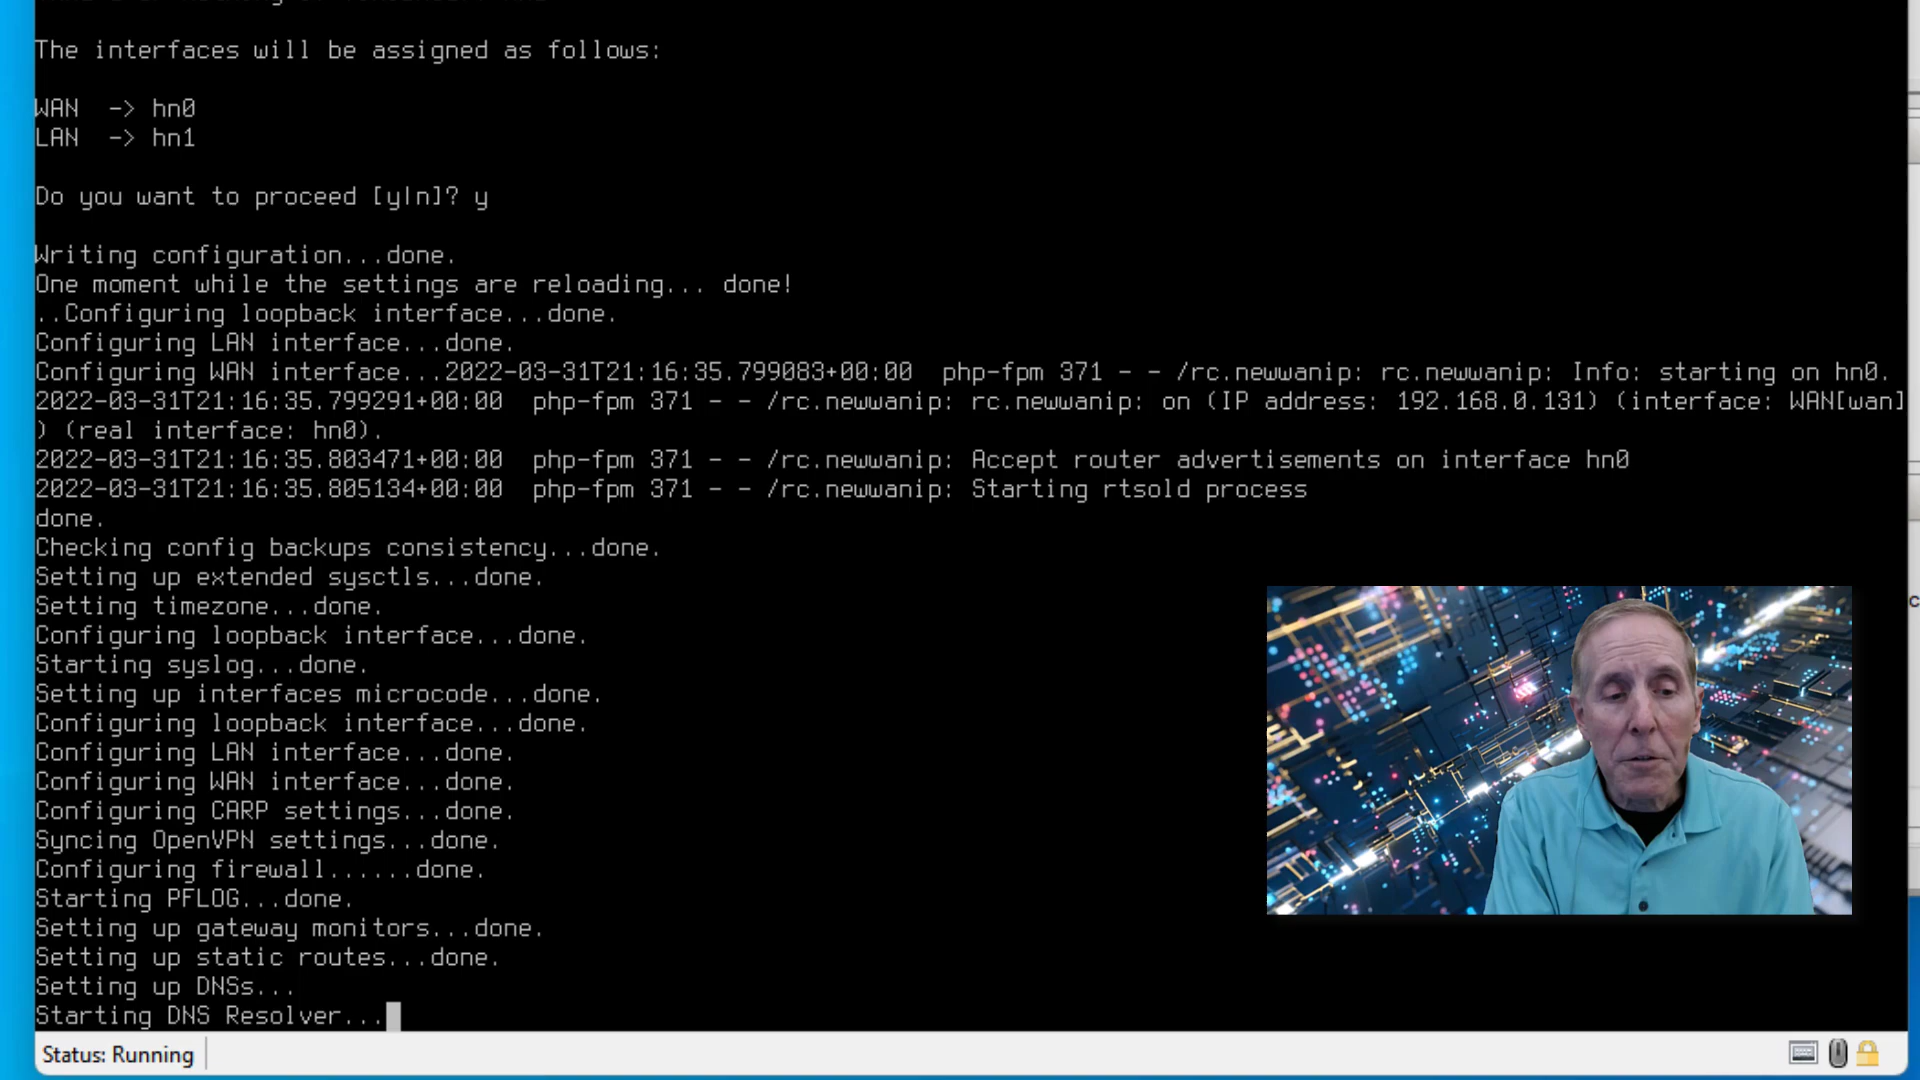 The interfaces will be assigned as follows:
WAN  -> hn0
LAN  -> hn1
Do you want to proceed [y|n]? y
Writing configuration...done.
One moment while the settings are reloading... done!
..Configuring loopback interface...done.
Configuring LAN interface...done.
Configuring WAN interface...2022-03-31T21:16:35.799083+00:00  php-fpm 371 - - /rc.newwanip: rc.newwanip: Info: starting on hn0.
2022-03-31T21:16:35.799291+00:00  php-fpm 371 - - /rc.newwanip: rc.newwanip: on (IP address: 192.168.0.131) (interface: WAN[wan]
) (real interface: hn0).
2022-03-31T21:16:35.803471+00:00  php-fpm 371 - - /rc.newwanip: Accept router advertisements on interface hn0
2022-03-31T21:16:35.805134+00:00  php-fpm 371 - - /rc.newwanip: Starting rtsold process
done.
Checking config backups consistency...done.
Setting up extended sysctls...done.
Setting timezone...done.
Configuring loopback interface...done.
Starting syslog...done.
Setting up interfaces microcode...done.
Configuring loopback interface...done.
Configuring LAN interface...done.
Configuring WAN interface...done.
Configuring CARP settings...done.
Syncing OpenVPN settings...done.
Configuring firewall......done.
Starting PFLOG...done.
Setting up gateway monitors...done.
Setting up static routes...done.
Setting up DNSs...
Starting DNS Resolver...
Status: Running